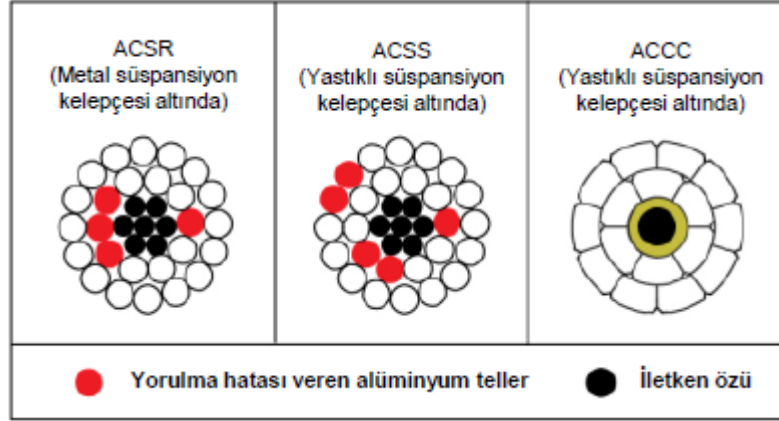 ACSR
(Metal süspansiyon
kelepçesi altında)
ACSS
(Yastıklı süspansiyon
kelepçesi altında)
ACCC
(Yastıklı süspansiyon
kelepçesi altında)
Yorulma hatası veren alüminyum teller
İletken özü